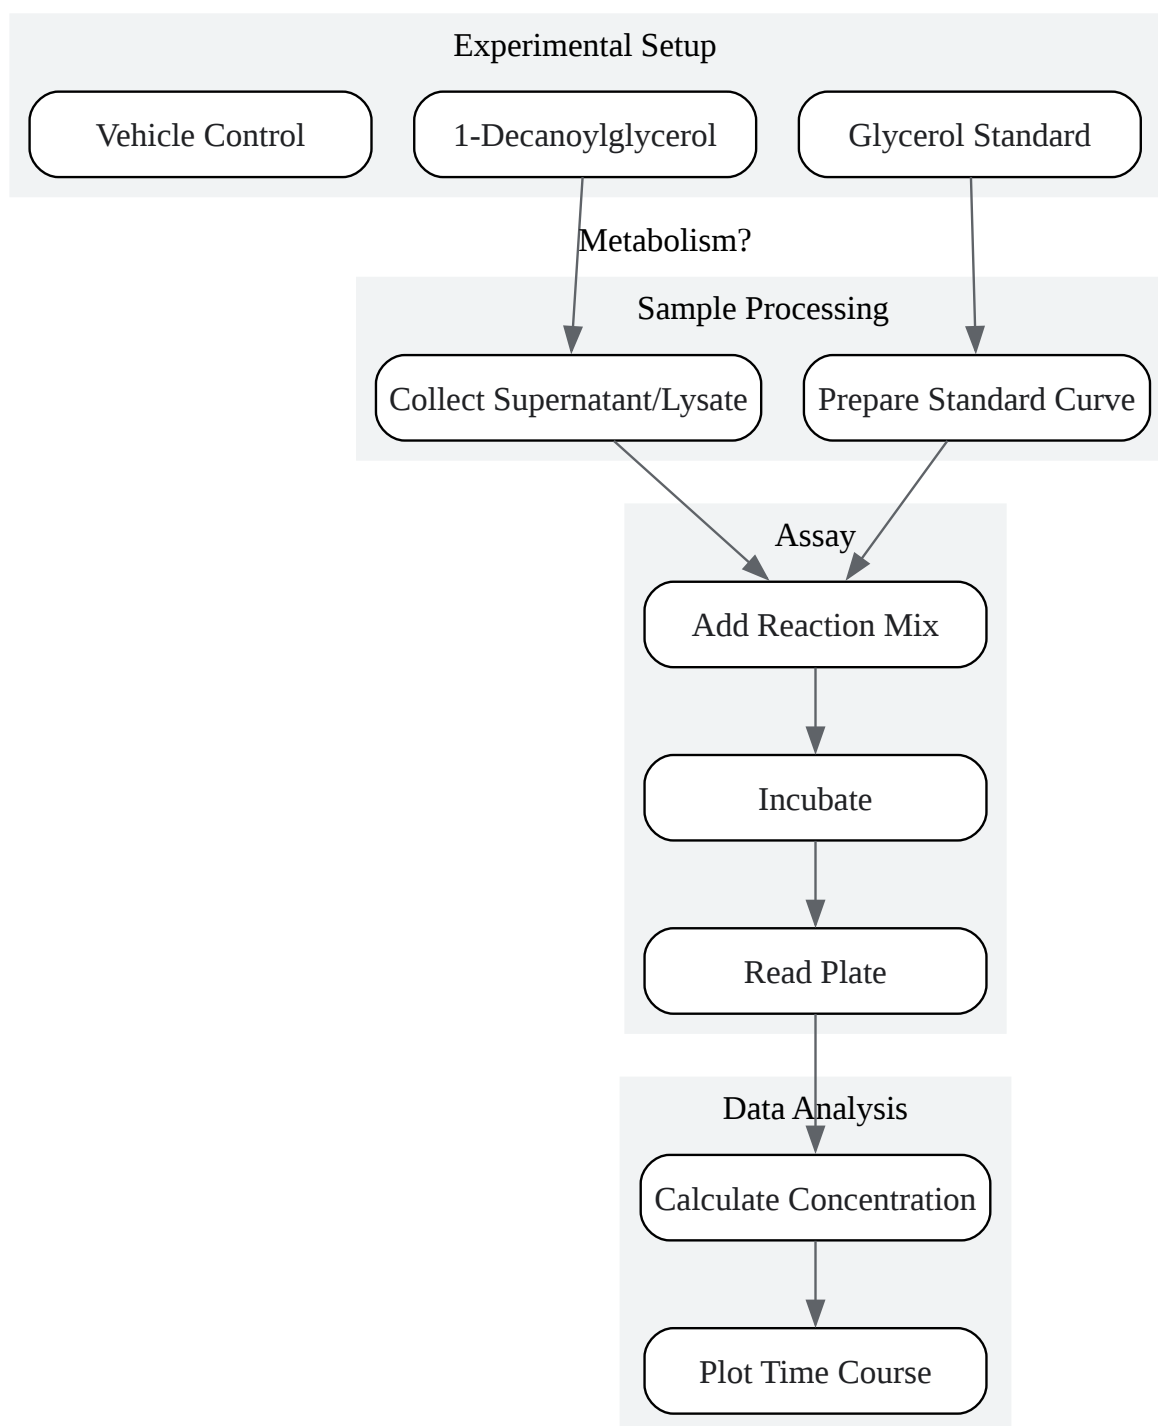 Experimental Setup
Vehicle Control
1-Decanoylglycerol
Glycerol Standard
Metabolism?
Sample Processing
Collect Supernatant/Lysate
Prepare Standard Curve
Assay
Add Reaction Mix
Incubate
Read Plate
Data Analysis
Calculate Concentration
Plot Time Course